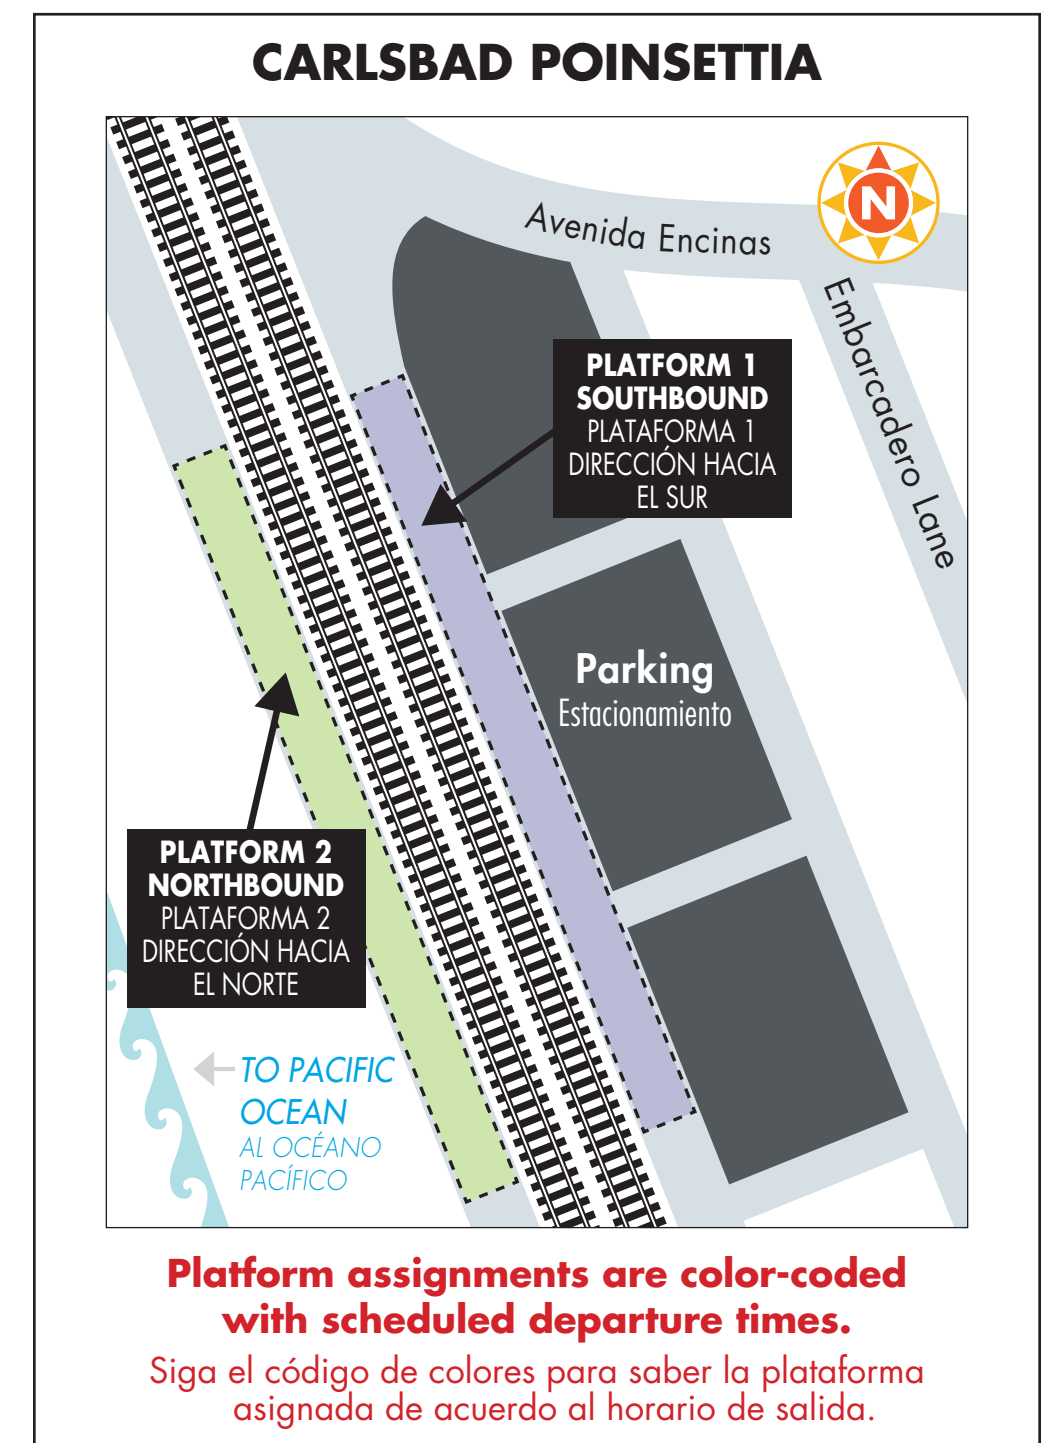 CARLSBAD POINSETTIA
N
Avenida Encinas
Embarcadero Lane
PLATFORM 1
SOUTHBOUND
PLATAFORMA 1
DIRECCIÓN HACIA
EL SUR
Parking
Estacionamiento
PLATFORM 2
NORTHBOUND
PLATAFORMA 2
DIRECCIÓN HACIA
EL NORTE
TO PACIFIC
OCEAN
AL OCÉANO
PACÍFICO
Platform assignments are color-coded
with scheduled departure times.
Siga el código de colores para saber la plataforma
asignada de acuerdo al horario de salida.